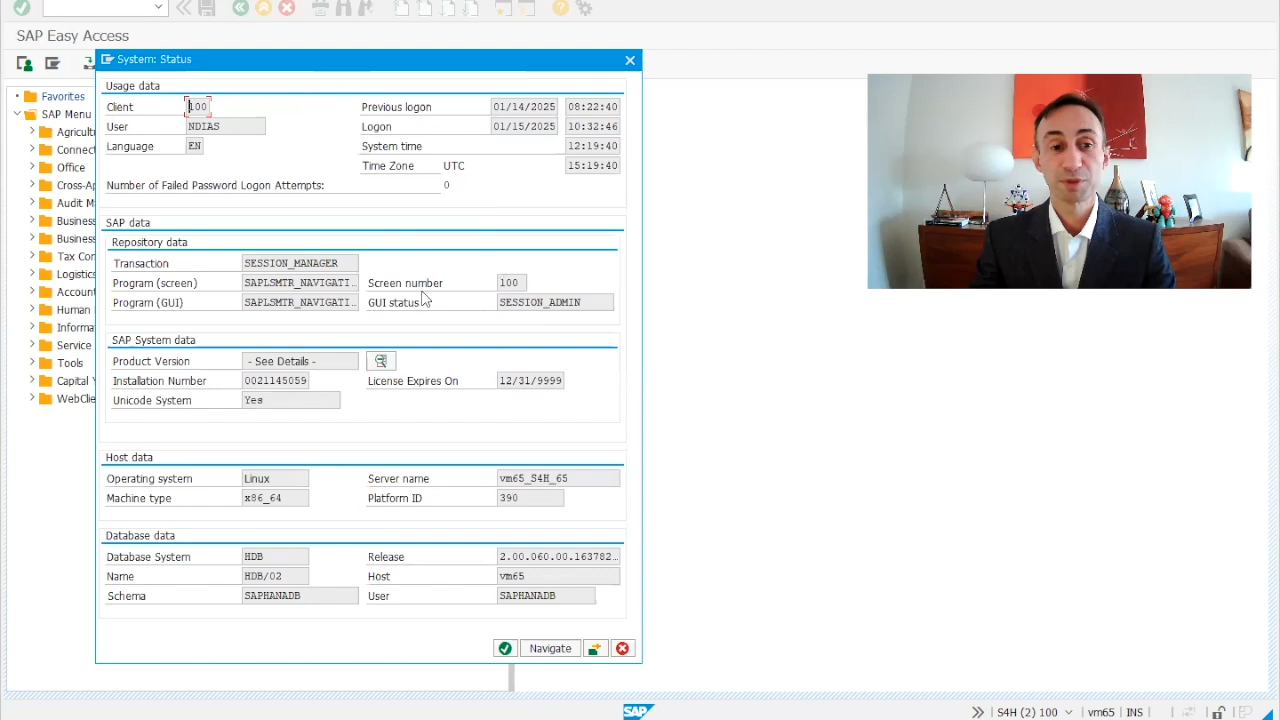 SAP Easy Access
System: Status
Favorites
SAP Menu
Agricultu
Connect
Office
Cross-Ap
Audit Ma
Business
Business
Tax Con
Logistics
Account
Human
Informa
Service
Tools
Capital Y
WebClie
Usage data
Client 100 Previous logon 01/14/2025 08:22:40
User NDIAS Logon 01/15/2025 10:32:46
Language EN System time 12:19:40
Time Zone UTC 15:19:40
Number of Failed Password Logon Attempts: 0
SAP data
Repository data
Transaction SESSION_MANAGER
Program (screen) SAPLSMTR_NAVIGATI.. Screen number 100
Program (GUI) SAPLSMTR_NAVIGATI.. GUI status SESSION_ADMIN
SAP System data
Product Version - See Details -
Installation Number 0021145059 License Expires On 12/31/9999
Unicode System Yes
Host data
Operating system Linux Server name vm65_S4H_65
Machine type x86_64 Platform ID 390
Database data
Database System HDB Release 2.00.060.00.163782..
Name HDB/02 Host vm65
Schema SAPHANADB User SAPHANADB
Navigate
SAP S4H (2) 100 vm65 INS